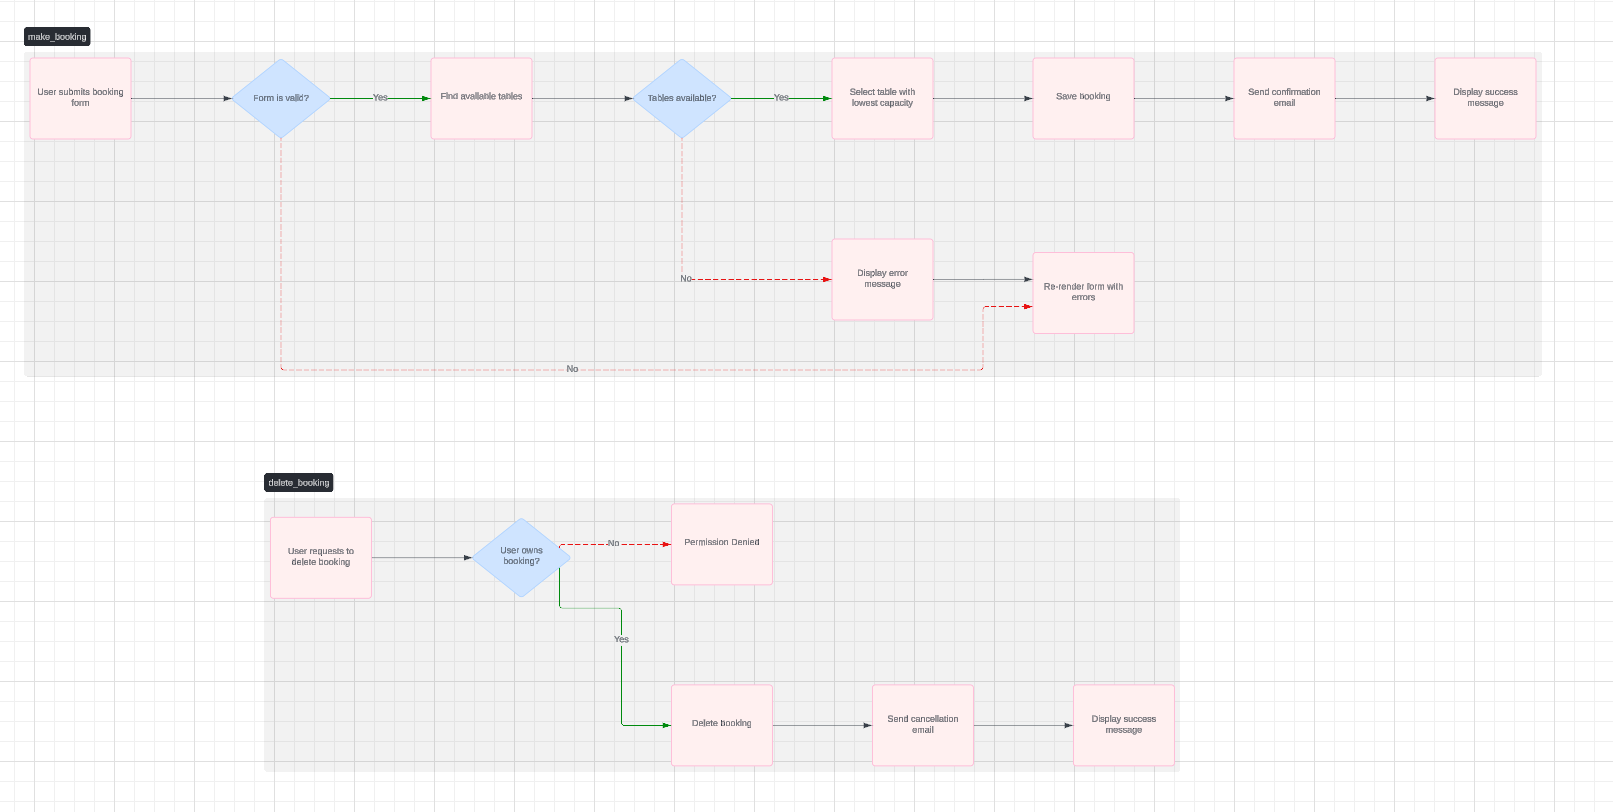 make_booking
User submits booking
form
Form is valid?
Yes
Find available tables
Tables available?
Yes
Select table with
lowest capacity
Save booking
Send confirmation
email
Display success
message
No
Display error
message
Re-render form with
errors
No
delete_booking
User requests to
delete booking
User owns
booking?
No
Permission Denied
Yes
Delete booking
Send cancellation
email
Display success
message